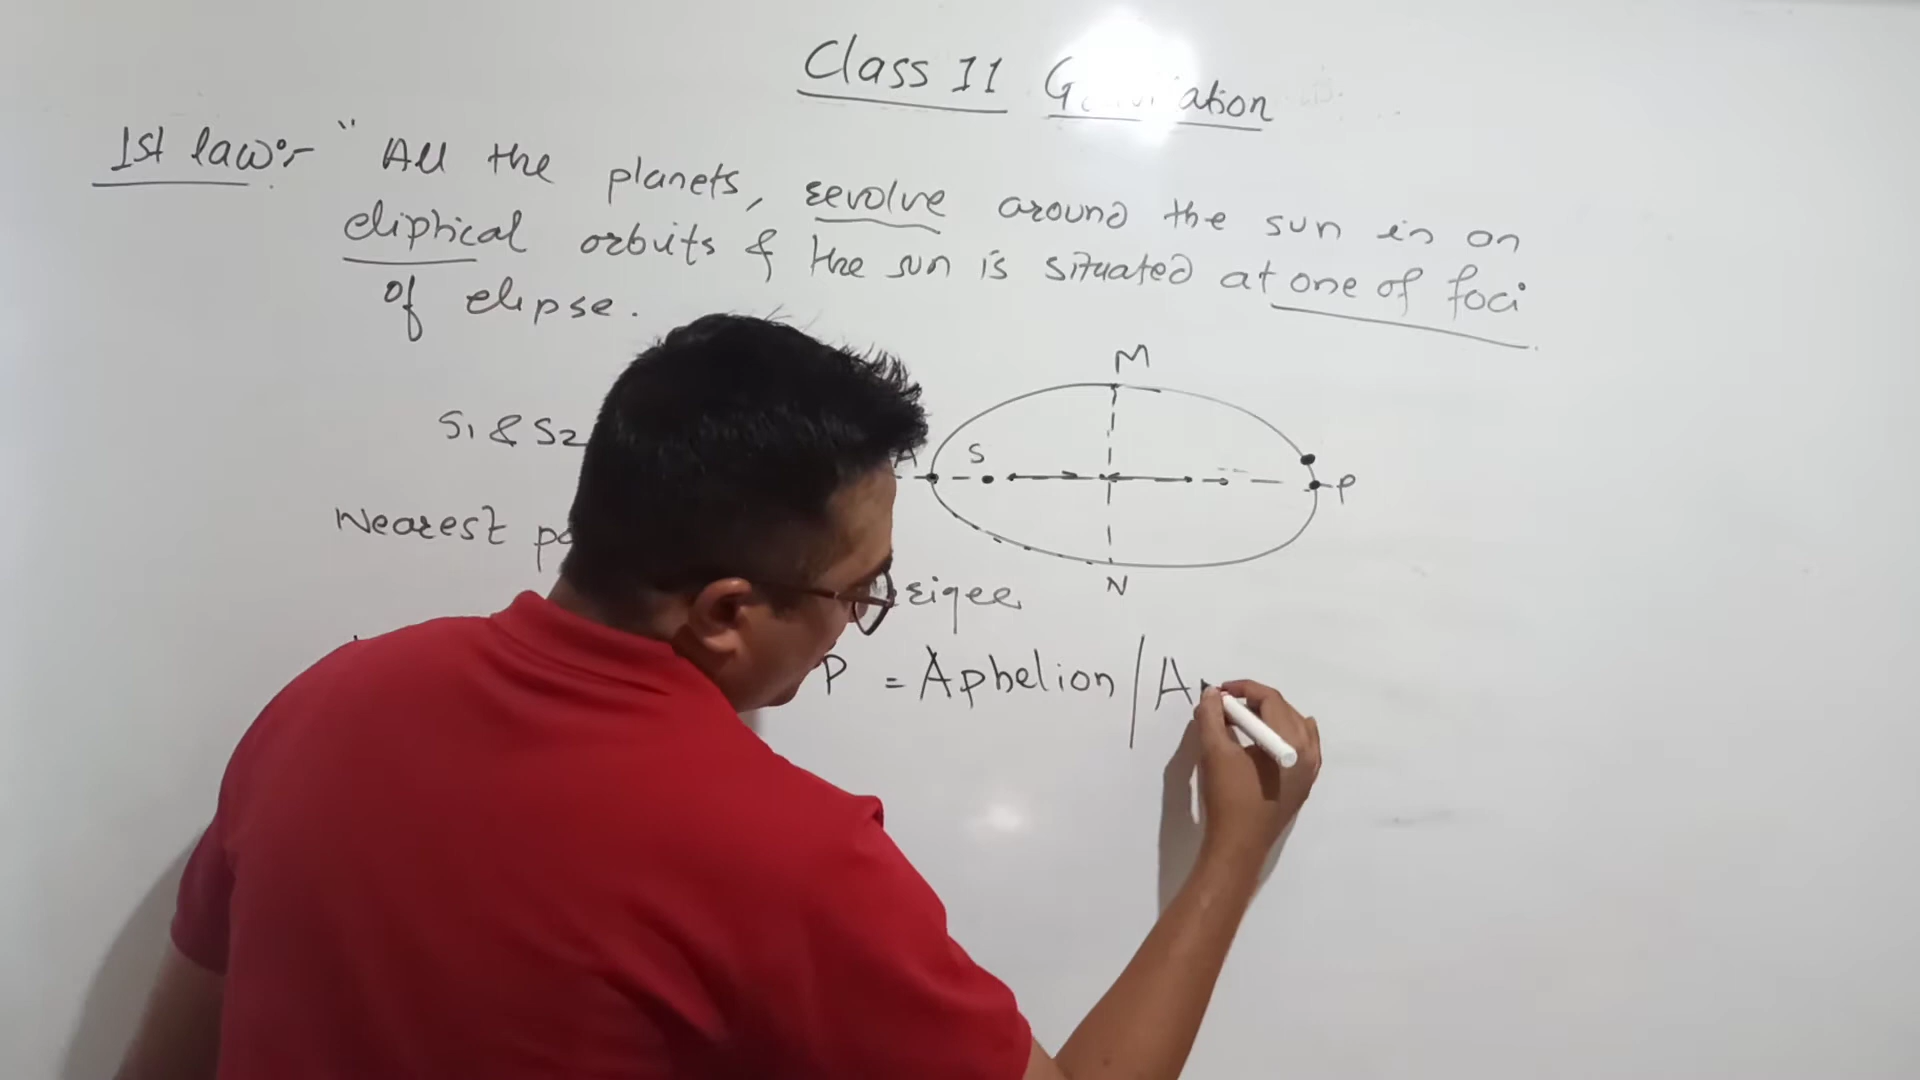 Class 11 Gravitation
1st law:- " All the planets, revolve around the sun in an
eliptical orbits & the sun is situated at one of foci
of elipse.
M
S1 & S2
A S
P
Nearest
N
eigee
P = Aphelion / A